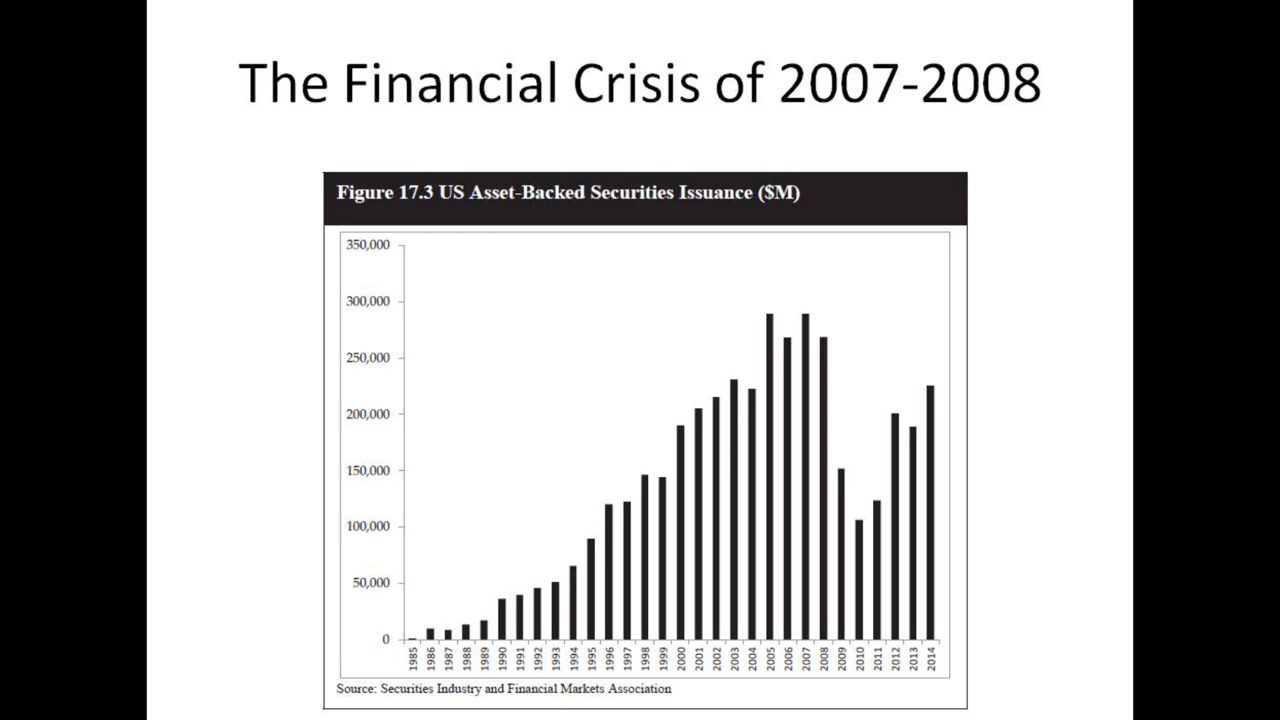 The Financial Crisis of 2007-2008
Figure 17.3 US Asset-Backed Securities Issuance ($M)
350,000
300,000
250,000
200,000
150,000
100,000
50,000
0
1985 1986 1987 1988 1989 1990 1991 1992 1993 1994 1995 1996 1997 1998 1999 2000 2001 2002 2003 2004 2005 2006 2007 2008 2009 2010 2011 2012 2013 2014
Source: Securities Industry and Financial Markets Association